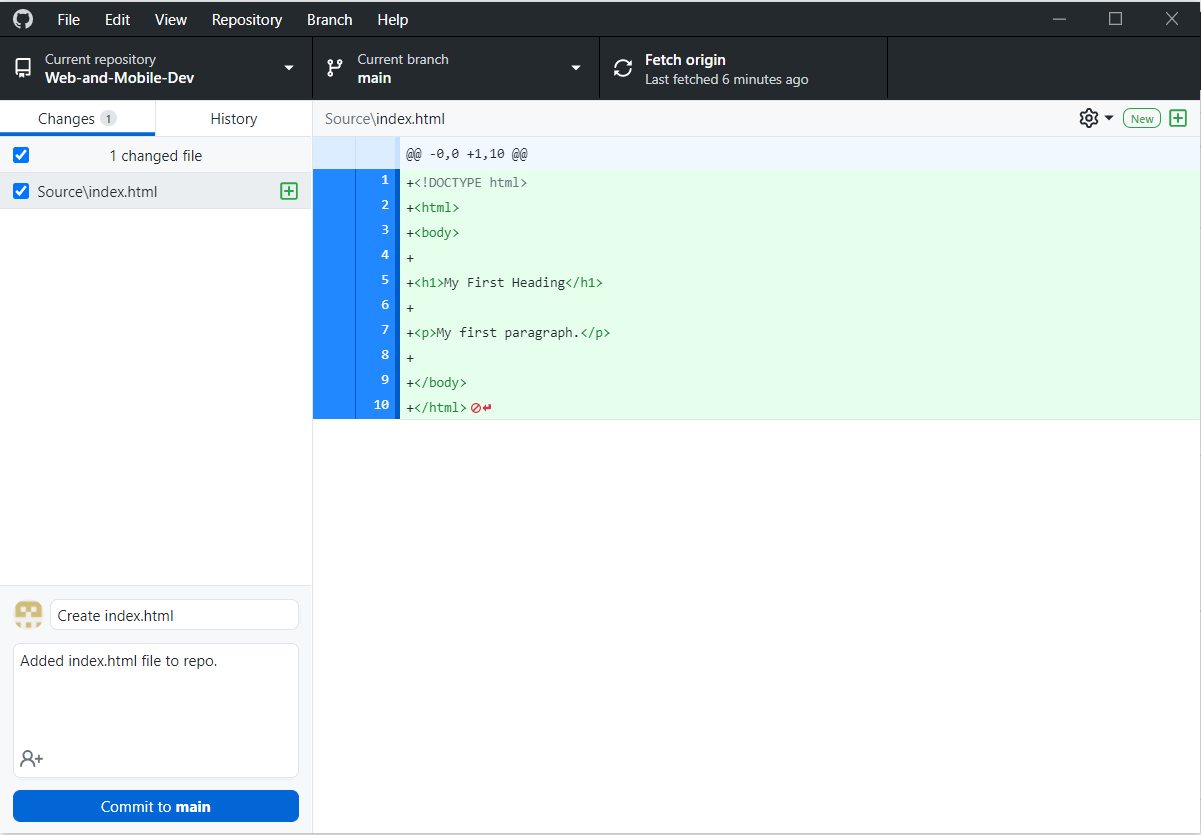 File Edit View Repository Branch Help
Current repository
Web-and-Mobile-Dev
Current branch
main
Fetch origin
Last fetched 6 minutes ago
Changes 1 History
1 changed file
Source\index.html
Source\index.html New
@@ -0,0 +1,10 @@
1 +<!DOCTYPE html>
2 +<html>
3 +<body>
4 +
5 +<h1>My First Heading</h1>
6 +
7 +<p>My first paragraph.</p>
8 +
9 +</body>
10 +</html>
Create index.html
Added index.html file to repo.
Commit to main